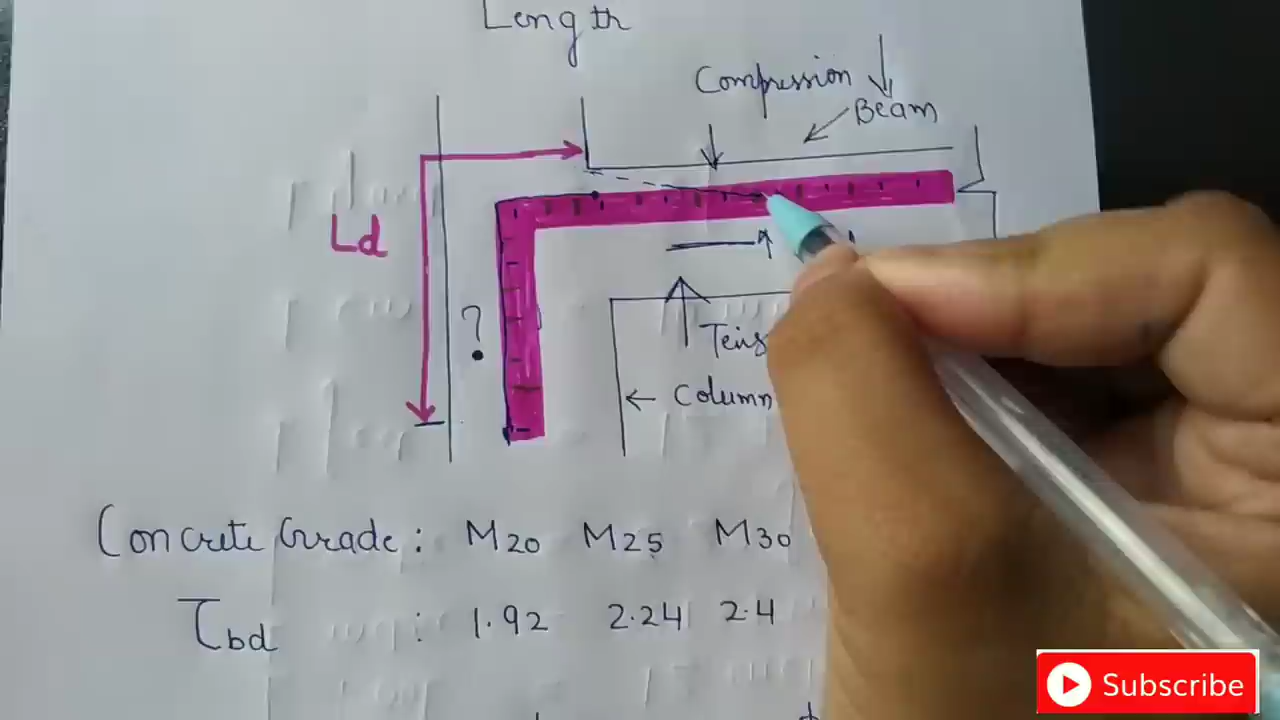 Length
Compression
Beam
Ld
?
Column
Concrete Grade : M20 M25 M30
τbd : 1.92 2.24 2.4
Subscribe